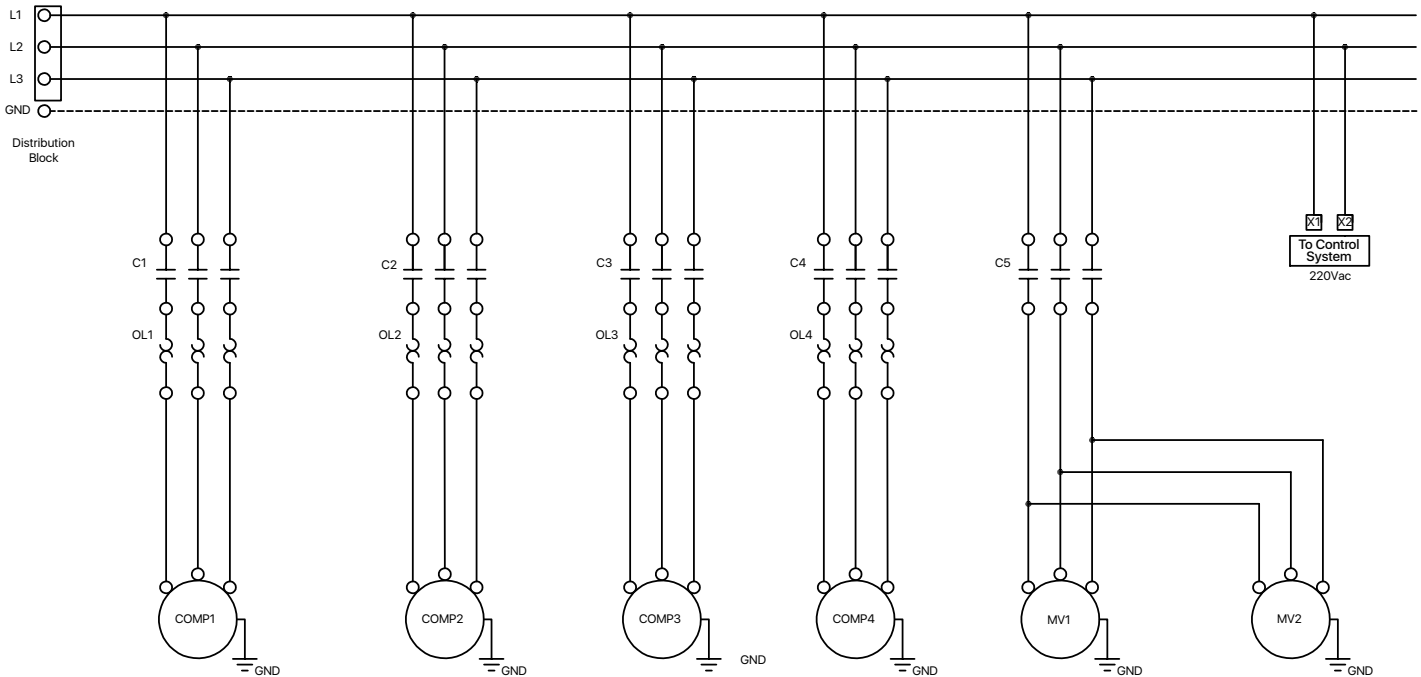 L1
L2
L3
GND
Distribution
Block
X1 X2
To Control
System
220Vac
C1 C2 C3 C4 C5
OL1 OL2 OL3 OL4
COMP1 COMP2 COMP3 COMP4 MV1 MV2
GND GND GND GND GND GND